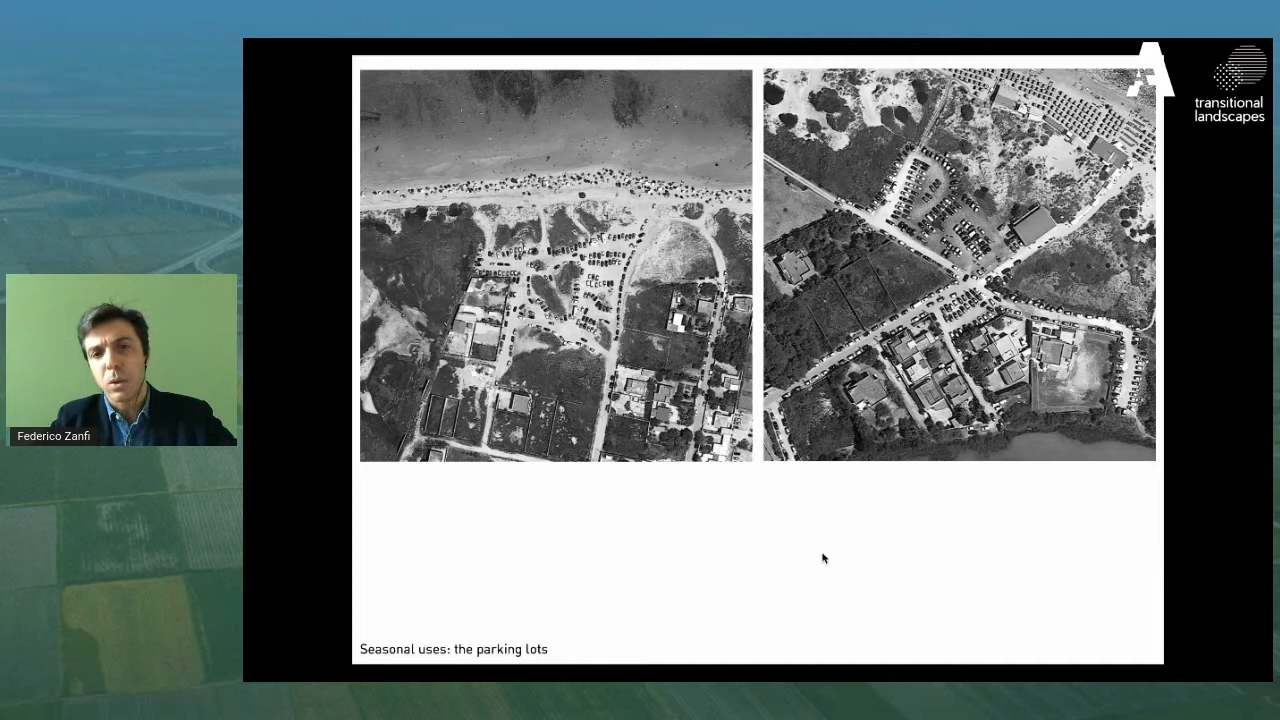 A
transitional
landscapes
Federico Zanfi
Seasonal uses: the parking lots